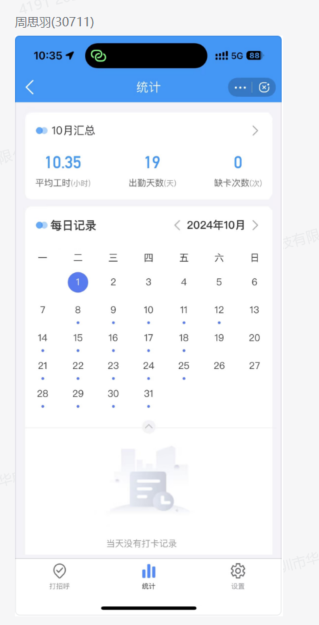 周思羽(30711)
10:35 5G 88
统计
10月汇总
10.35 19 0
平均工时(小时) 出勤天数(天) 缺卡次数(次)
每日记录 2024年10月
一 二 三 四 五 六 日
1 2 3 4 5 6
7 8 9 10 11 12 13
14 15 16 17 18 19 20
21 22 23 24 25 26 27
28 29 30 31
当天没有打卡记录
统计 设置